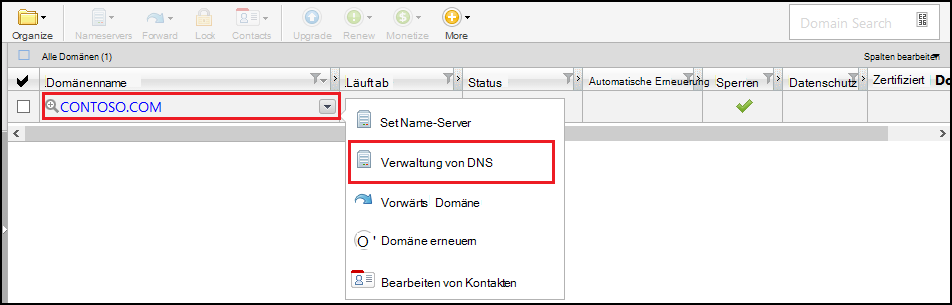 Organize Nameservers Forward Lock Contacts Upgrade Renew Monetize More Domain Search
Alle Domänen (1) Spalten bearbeiten
Domänenname Läuft ab Status Automatische Erneuerung Sperren Datenschutz Zertifiziert Do
CONTOSO.COM
Set Name-Server
Verwaltung von DNS
Vorwärts Domäne
O ' Domäne erneuern
Bearbeiten von Kontakten